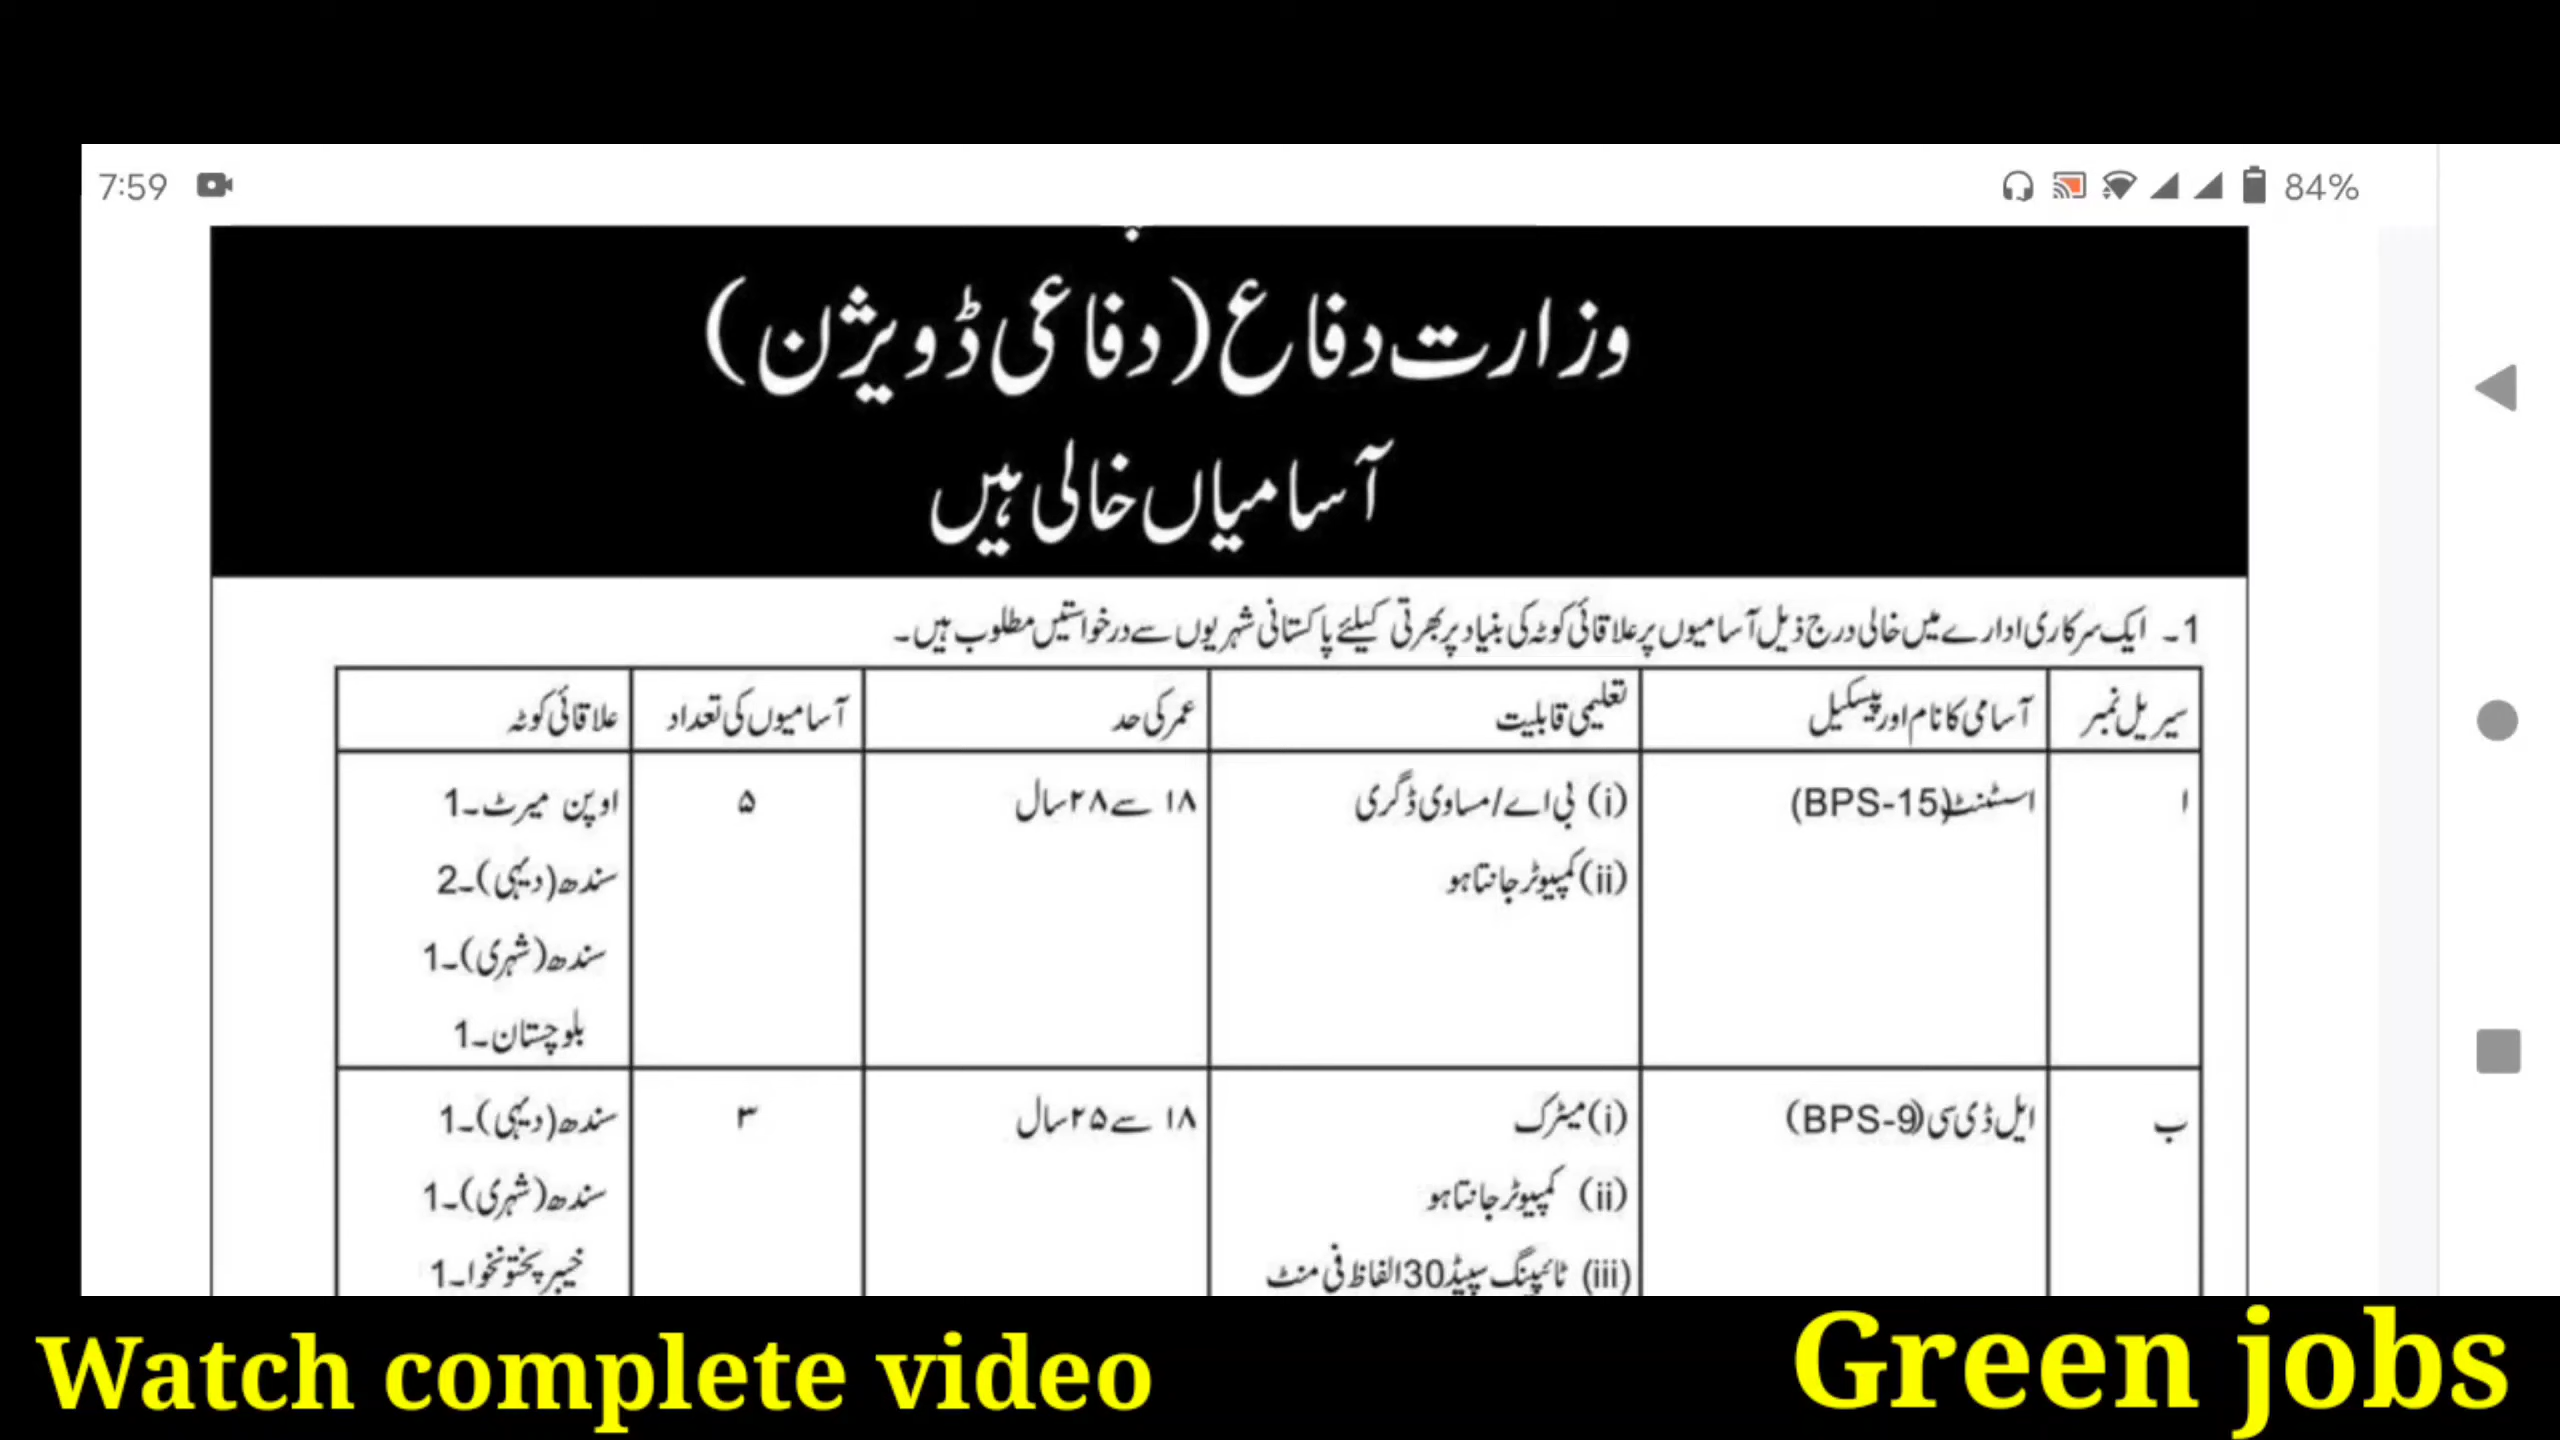 7:59 84%
وزارت دفاع (دفاعی ڈویژن)
آسامیاں خالی ہیں
1۔ ایک سرکاری ادارے میں خالی درج ذیل آسامیوں پر علاقائی کوٹہ کی بنیاد پر بھرتی کیلئے پاکستانی شہریوں سے درخواستیں مطلوب ہیں۔
سیریل نمبر آسامی کا نام اور پیسکیل تعلیمی قابلیت عمر کی حد آسامیوں کی تعداد علاقائی کوٹہ
ا اسسٹنٹ (BPS-15) (i) بی اے/مساوی ڈگری ۱۸ سے ۲۸ سال ۵ اوپن میرٹ۔1
(ii) کمپیوٹر جانتا ہو سندھ (دیہی)۔2
سندھ (شہری)۔1
بلوچستان۔1
ب ایل ڈی سی (BPS-9) (i) میٹرک ۱۸ سے ۲۵ سال ۳ سندھ (دیہی)۔1
(ii) کمپیوٹر جانتا ہو سندھ (شہری)۔1
(iii) ٹائپنگ سپیڈ 30 الفاظ فی منٹ خیبر پختونخوا۔1
Watch complete video Green jobs